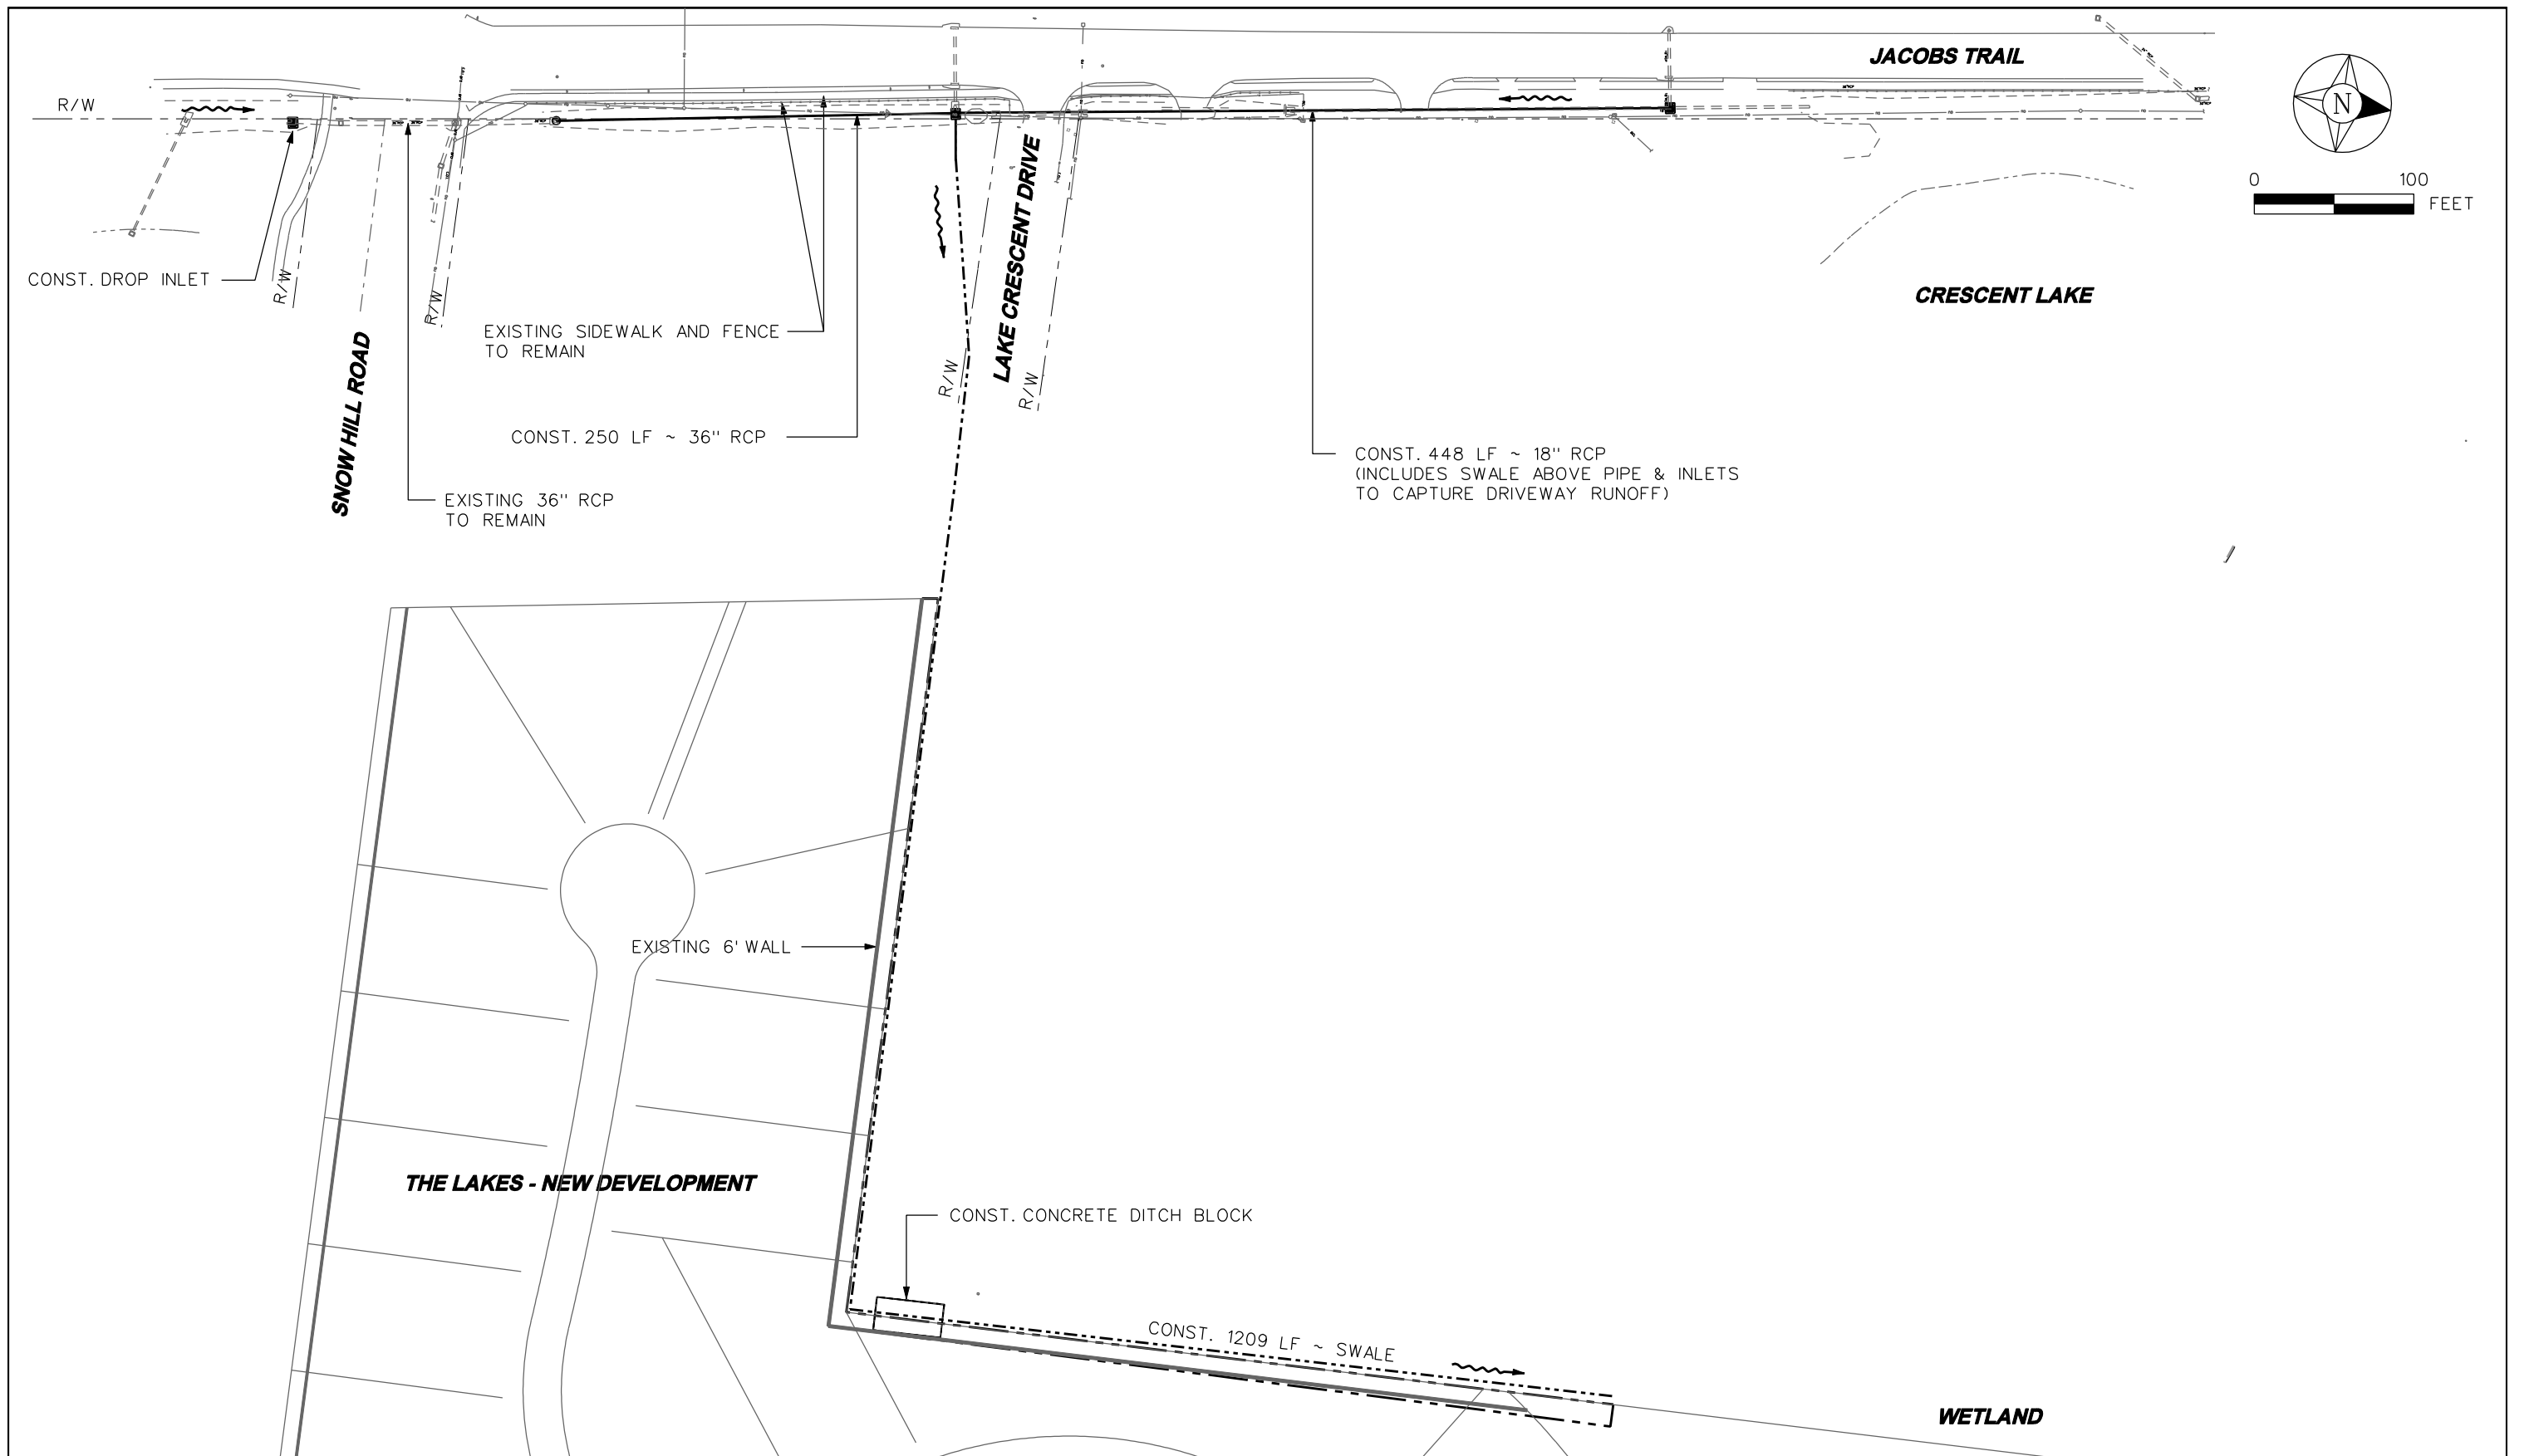 JACOBS TRAIL
R/W
N
0 100
FEET
CONST. DROP INLET
R/W
R/W
CRESCENT LAKE
LAKE CRESCENT DRIVE
EXISTING SIDEWALK AND FENCE
TO REMAIN
SNOW HILL ROAD
R/W
R/W
CONST. 250 LF ~ 36" RCP
CONST. 448 LF ~ 18" RCP
(INCLUDES SWALE ABOVE PIPE & INLETS
TO CAPTURE DRIVEWAY RUNOFF)
EXISTING 36" RCP
TO REMAIN
EXISTING 6' WALL
THE LAKES - NEW DEVELOPMENT
CONST. CONCRETE DITCH BLOCK
CONST. 1209 LF ~ SWALE
WETLAND